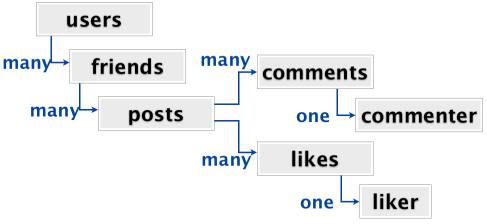 users
many
friends
many
posts
many
comments
one
commenter
many
likes
one
liker